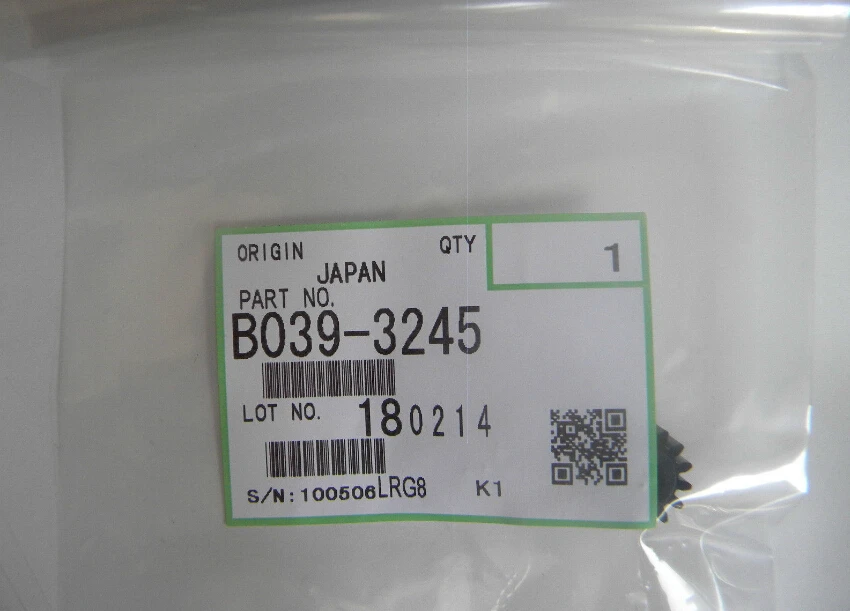 ORIGIN QTY 1
JAPAN
PART NO.
B039-3245
LOT NO. 180214
S/N:100506LRG8 K1